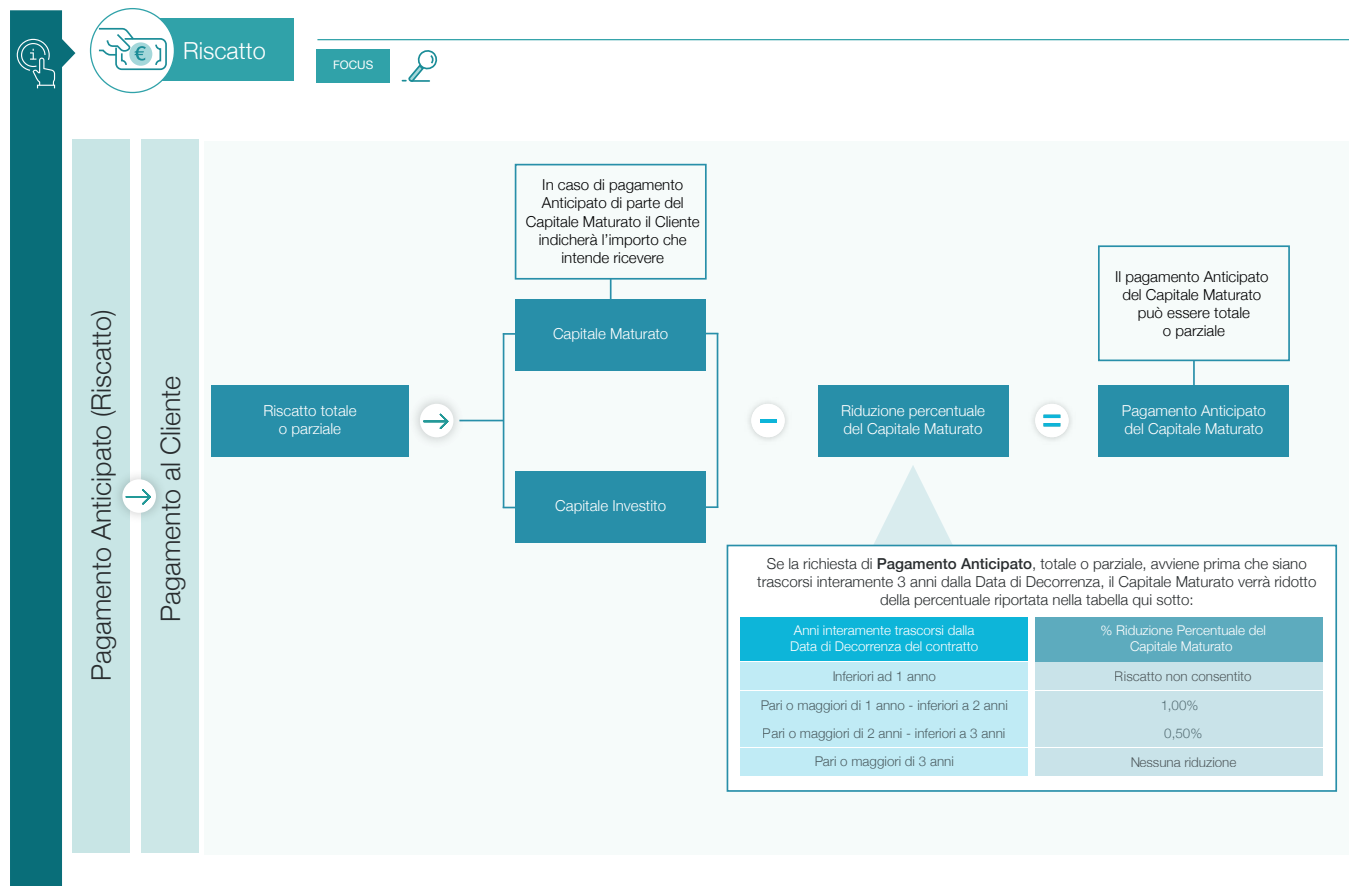 Riscatto
FOCUS
Pagamento Anticipato (Riscatto)
Pagamento al Cliente
Riscatto totale
o parziale
In caso di pagamento
Anticipato di parte del
Capitale Maturato il Cliente
indicherà l'importo che
intende ricevere
Capitale Maturato
Capitale Investito
Riduzione percentuale
del Capitale Maturato
Il pagamento Anticipato
del Capitale Maturato
può essere totale
o parziale
Pagamento Anticipato
del Capitale Maturato
Se la richiesta di Pagamento Anticipato, totale o parziale, avviene prima che siano
trascorsi interamente 3 anni dalla Data di Decorrenza, il Capitale Maturato verrà ridotto
della percentuale riportata nella tabella qui sotto:
Anni interamente trascorsi dalla
Data di Decorrenza del contratto
% Riduzione Percentuale del
Capitale Maturato
Inferiori ad 1 anno
Riscatto non consentito
Pari o maggiori di 1 anno - inferiori a 2 anni
1,00%
Pari o maggiori di 2 anni - inferiori a 3 anni
0,50%
Pari o maggiori di 3 anni
Nessuna riduzione